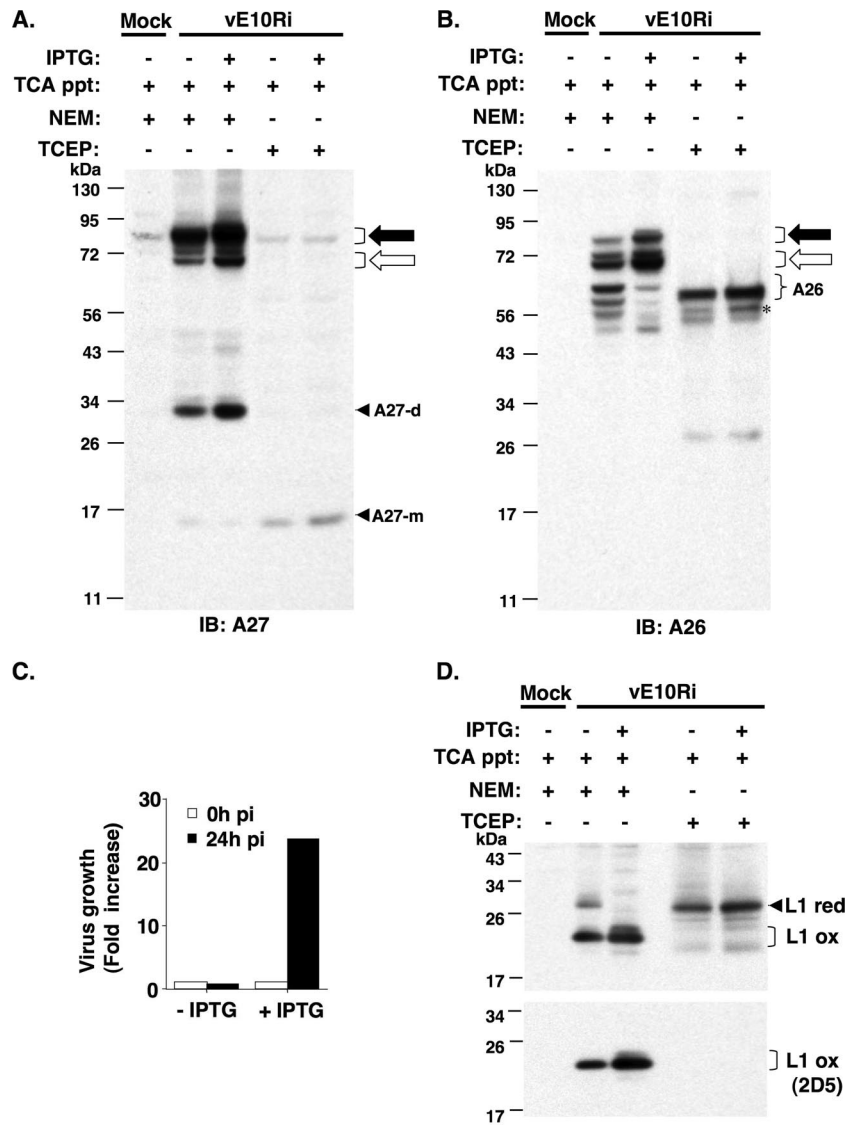 A.
Mock vE10Ri
IPTG: - - + - +
TCA ppt: + + + + +
NEM: + + + - -
TCEP: - - - + +
kDa
130
95
72
56
43
34
26
17
11
A27-d
A27-m
IB: A27
B.
Mock vE10Ri
IPTG: - - + - +
TCA ppt: + + + + +
NEM: + + + - -
TCEP: - - - + +
kDa
130
95
72
56
43
34
26
17
11
A26
*
IB: A26
C.
Virus growth
(Fold increase)
30
20
10
0
0h pi
24h pi
- IPTG + IPTG
D.
Mock vE10Ri
IPTG: - - + - +
TCA ppt: + + + + +
NEM: + + + - -
TCEP: - - - + +
kDa
43
34
26
17
L1 red
L1 ox
34
26
17
L1 ox
(2D5)